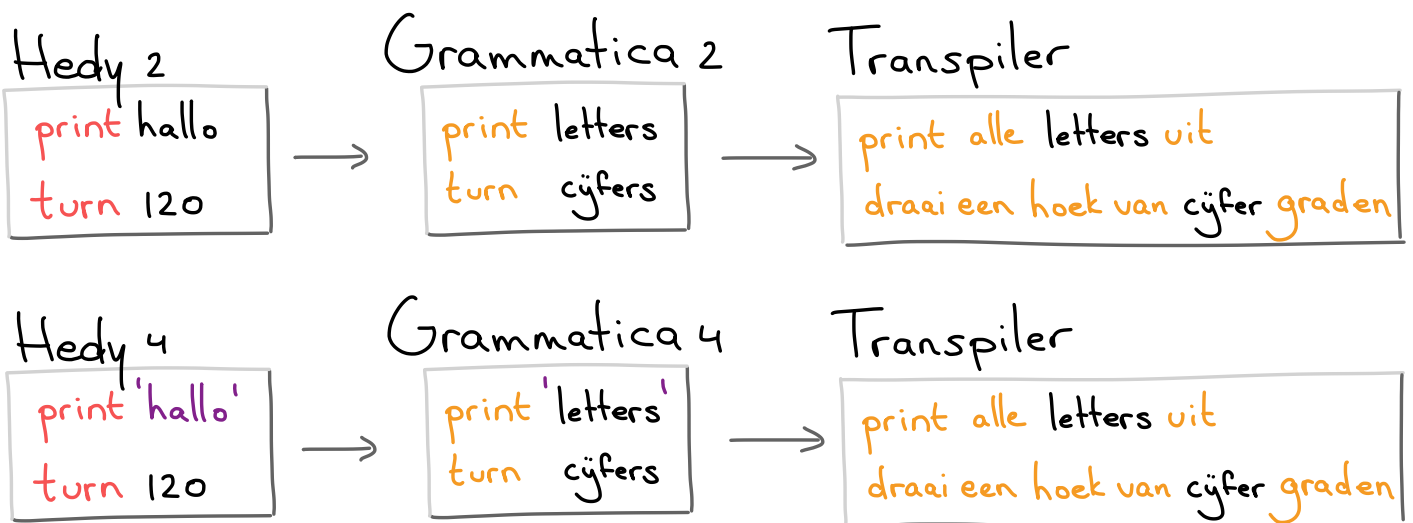 Hedy 2
Grammatica 2
Transpiler
print hallo
turn 120
print letters
turn cijfers
print alle letters uit
draai een hoek van cijfer graden
Hedy 4
Grammatica 4
Transpiler
print 'hallo'
turn 120
print 'letters'
turn cijfers
print alle letters uit
draai een hoek van cijfer graden